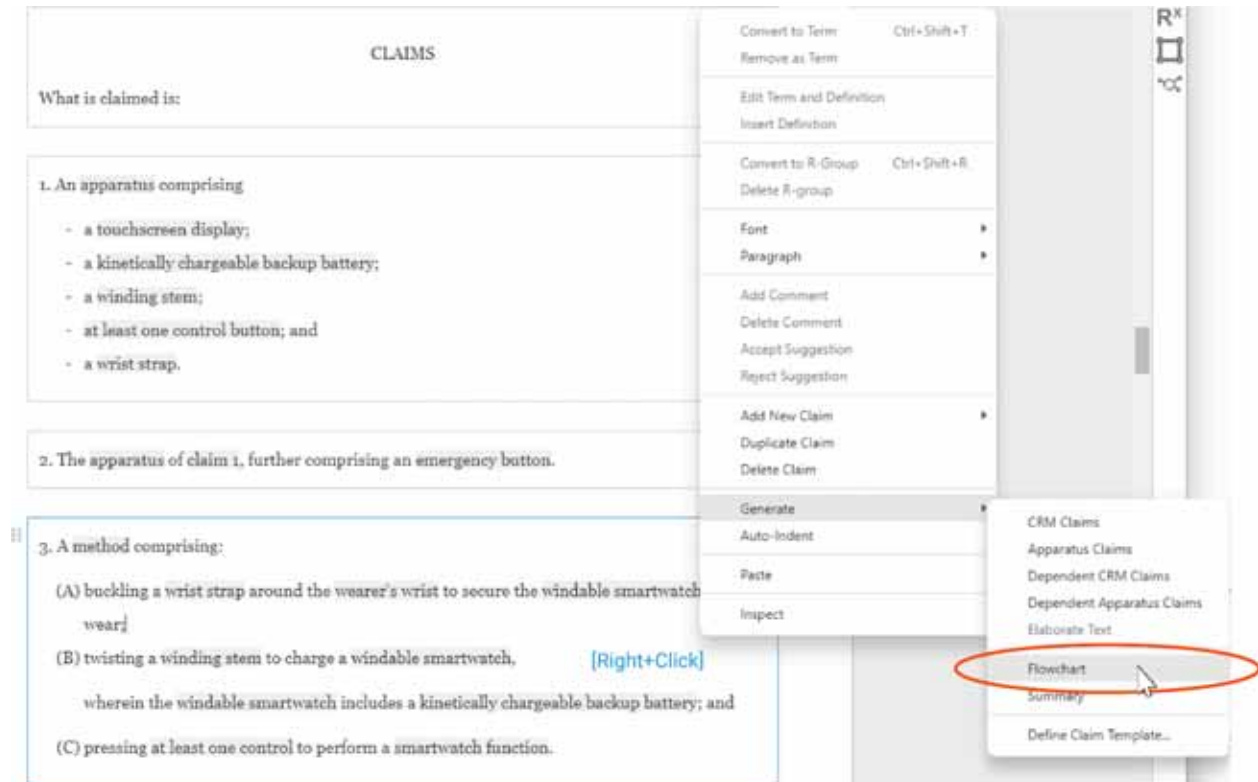 CLAIMS
What is claimed is:
1. An apparatus comprising
- a touchscreen display;
- a kinetically chargeable backup battery;
- a winding stem;
- at least one control button; and
- a wrist strap.
2. The apparatus of claim 1, further comprising an emergency button.
3. A method comprising:
(A) buckling a wrist strap around the wearer's wrist to secure the windable smartwatch
wear;
(B) twisting a winding stem to charge a windable smartwatch,
[Right+Click]
wherein the windable smartwatch includes a kinetically chargeable backup battery; and
(C) pressing at least one control to perform a smartwatch function.
Convert to Term Ctrl+Shift+T
Remove as Term
Edit Term and Definition
Insert Definition
Convert to R-Group Ctrl+Shift+R
Delete R-group
Font
Paragraph
Add Comment
Delete Comment
Accept Suggestion
Reject Suggestion
Add New Claim
Duplicate Claim
Delete Claim
Generate
Auto-Indent
Paste
Inspect
CRM Claims
Apparatus Claims
Dependent CRM Claims
Dependent Apparatus Claims
Elaborate Text
Flowchart
Summary
Define Claim Template...
RX